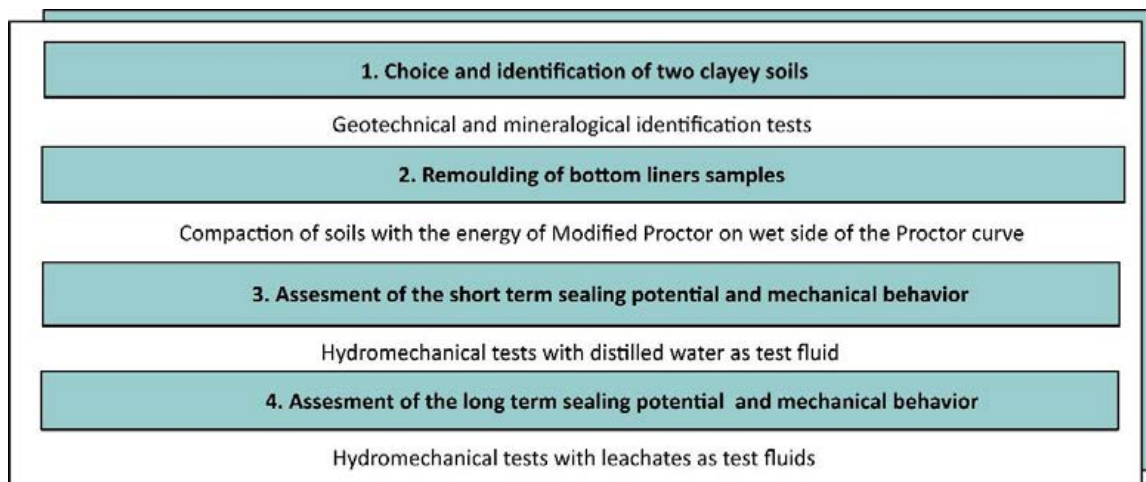 1. Choice and identification of two clayey soils
Geotechnical and mineralogical identification tests
2. Remoulding of bottom liners samples
Compaction of soils with the energy of Modified Proctor on wet side of the Proctor curve
3. Assesment of the short term sealing potential and mechanical behavior
Hydromechanical tests with distilled water as test fluid
4. Assesment of the long term sealing potential and mechanical behavior
Hydromechanical tests with leachates as test fluids